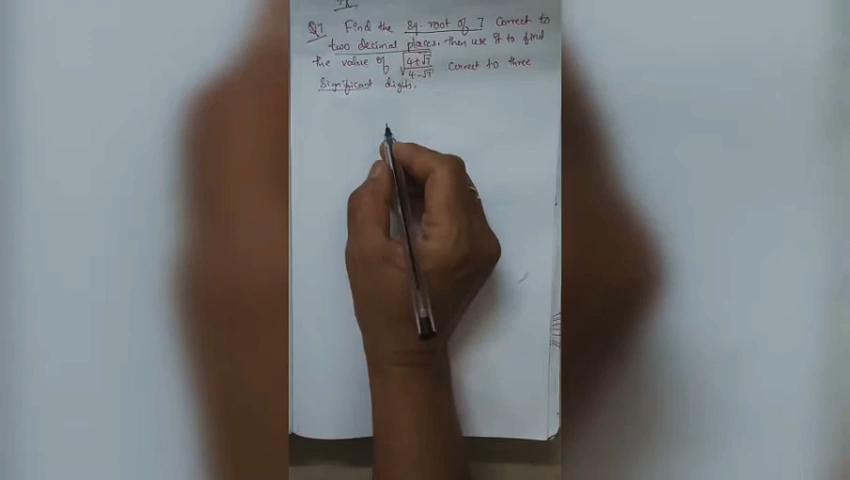 Q7 Find the sq. root of 7 correct to
two decimal places. Then use it to find
the value of √(4+√7 / 4-√7) correct to three
significant digits.